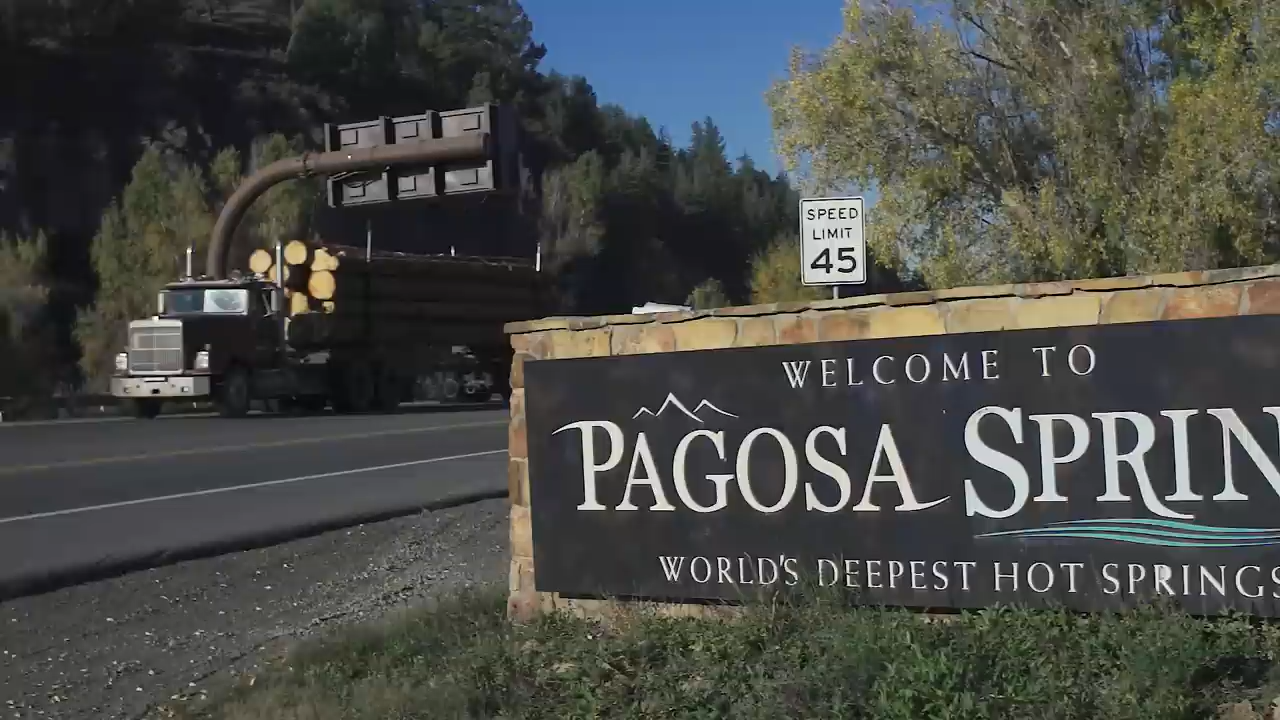 SPEED
LIMIT
45
WELCOME TO
PAGOSA SPRIN
WORLD'S DEEPEST HOT SPRINGS